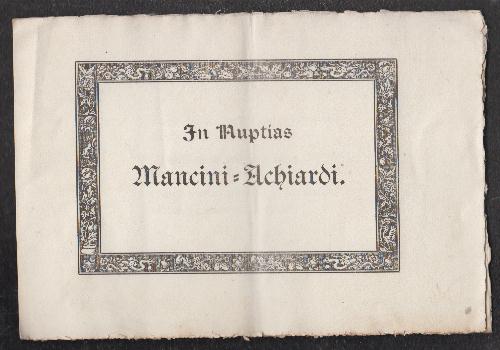 In Nuptias
Mancini=Achiardi.